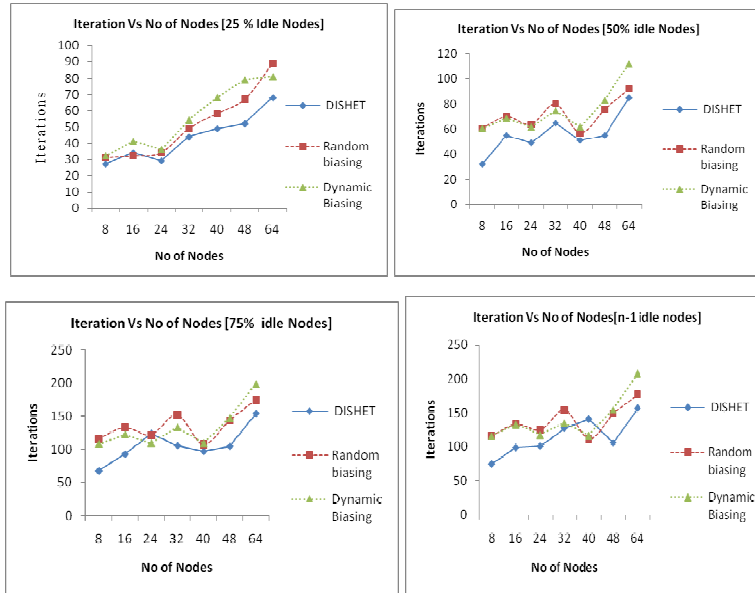 Iteration Vs No of Nodes [25 % Idle Nodes]
100
90
80
70
60
50
40
30
20
10
0
Iterations
8 16 24 32 40 48 64
No of Nodes
DISHET
Random
biasing
Dynamic
Biasing
Iteration Vs No of Nodes [50% idle Nodes]
120
100
80
60
40
20
0
Iterations
8 16 24 32 40 48 64
No of Nodes
DISHET
Random
biasing
Dynamic
Biasing
Iteration Vs No of Nodes [75% idle Nodes]
250
200
150
100
50
0
Iterations
8 16 24 32 40 48 64
No of Nodes
DISHET
Random
biasing
Dynamic
Biasing
Iteration Vs No of Nodes[n-1 idle nodes]
250
200
150
100
50
0
Iterations
8 16 24 32 40 48 64
No of Nodes
DISHET
Random
biasing
Dynamic
Biasing